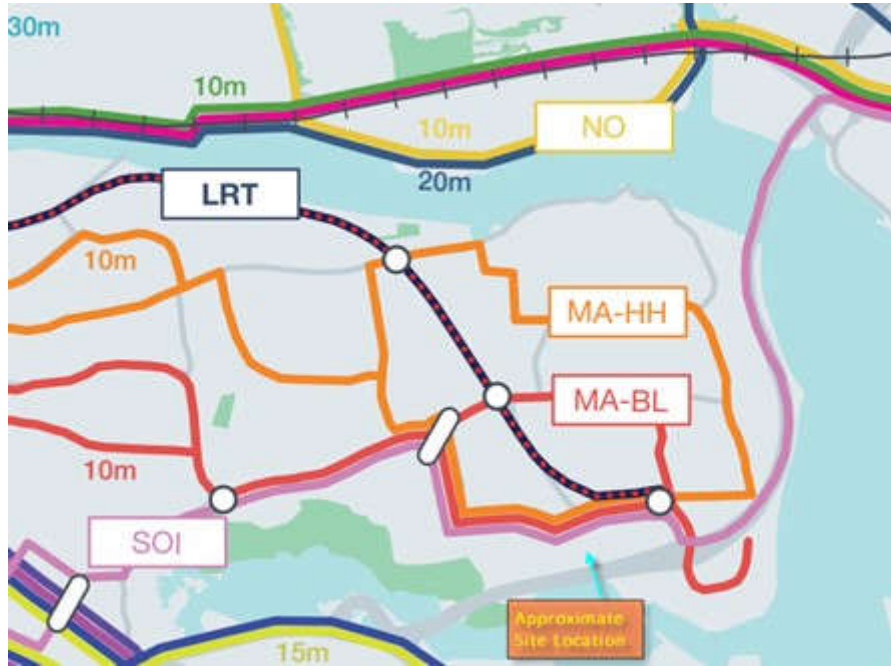 30m
10m
10m
NO
20m
LRT
10m
MA-HH
MA-BL
10m
SOI
Approximate
Site Location
15m